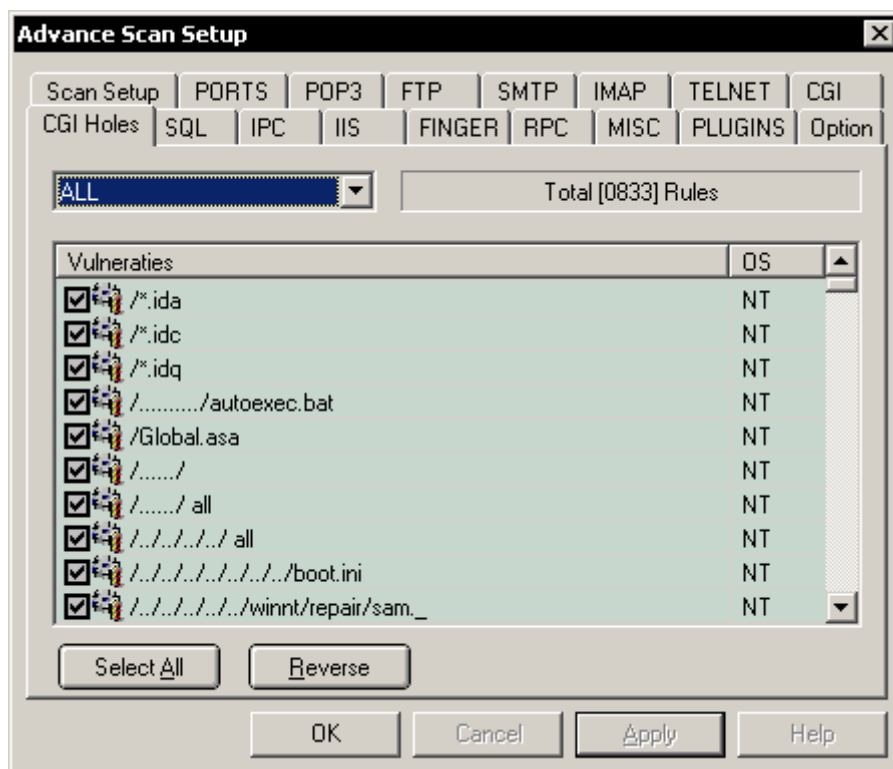 Advance Scan Setup
Scan Setup PORTS POP3 FTP SMTP IMAP TELNET CGI
CGI Holes SQL IPC IIS FINGER RPC MISC PLUGINS Option
ALL Total [0833] Rules
Vulneraties OS
/*.ida NT
/*.idc NT
/*.idq NT
/........../autoexec.bat NT
/Global.asa NT
/....../ NT
/....../ all NT
/../../../../ all NT
/../../../../../../../boot.ini NT
/../../../../../winnt/repair/sam._ NT
Select All Reverse
OK Cancel Apply Help